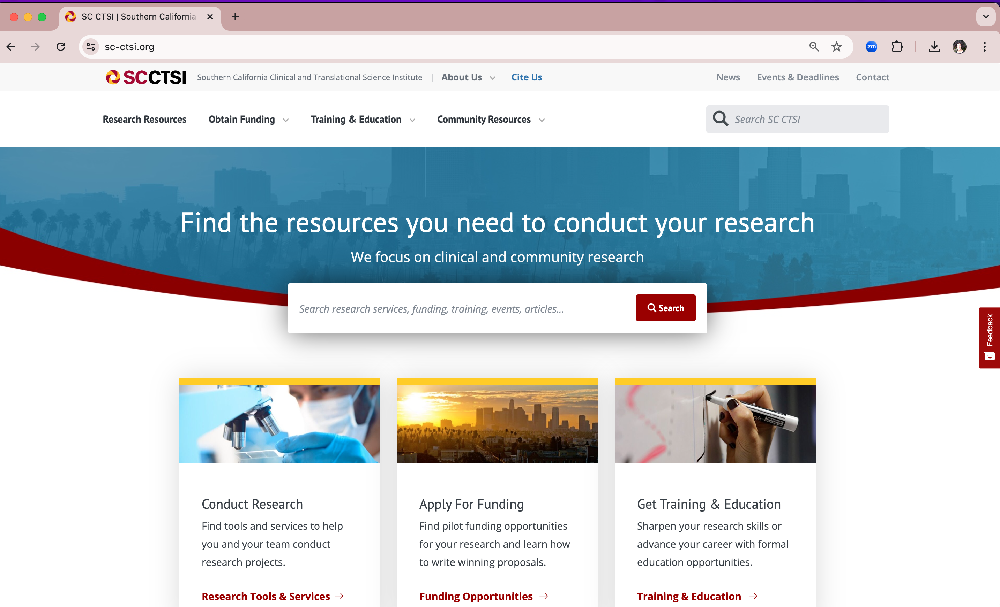 SC CTSI | Southern California
sc-ctsi.org
zm
SC CTSI Southern California Clinical and Translational Science Institute | About Us Cite Us News Events & Deadlines Contact
Research Resources Obtain Funding Training & Education Community Resources Search SC CTSI
Find the resources you need to conduct your research
We focus on clinical and community research
Search research services, funding, training, events, articles...
Search
Feedback
Conduct Research
Find tools and services to help
you and your team conduct
research projects.
Research Tools & Services
Apply For Funding
Find pilot funding opportunities
for your research and learn how
to write winning proposals.
Funding Opportunities
Get Training & Education
Sharpen your research skills or
advance your career with formal
education opportunities.
Training & Education